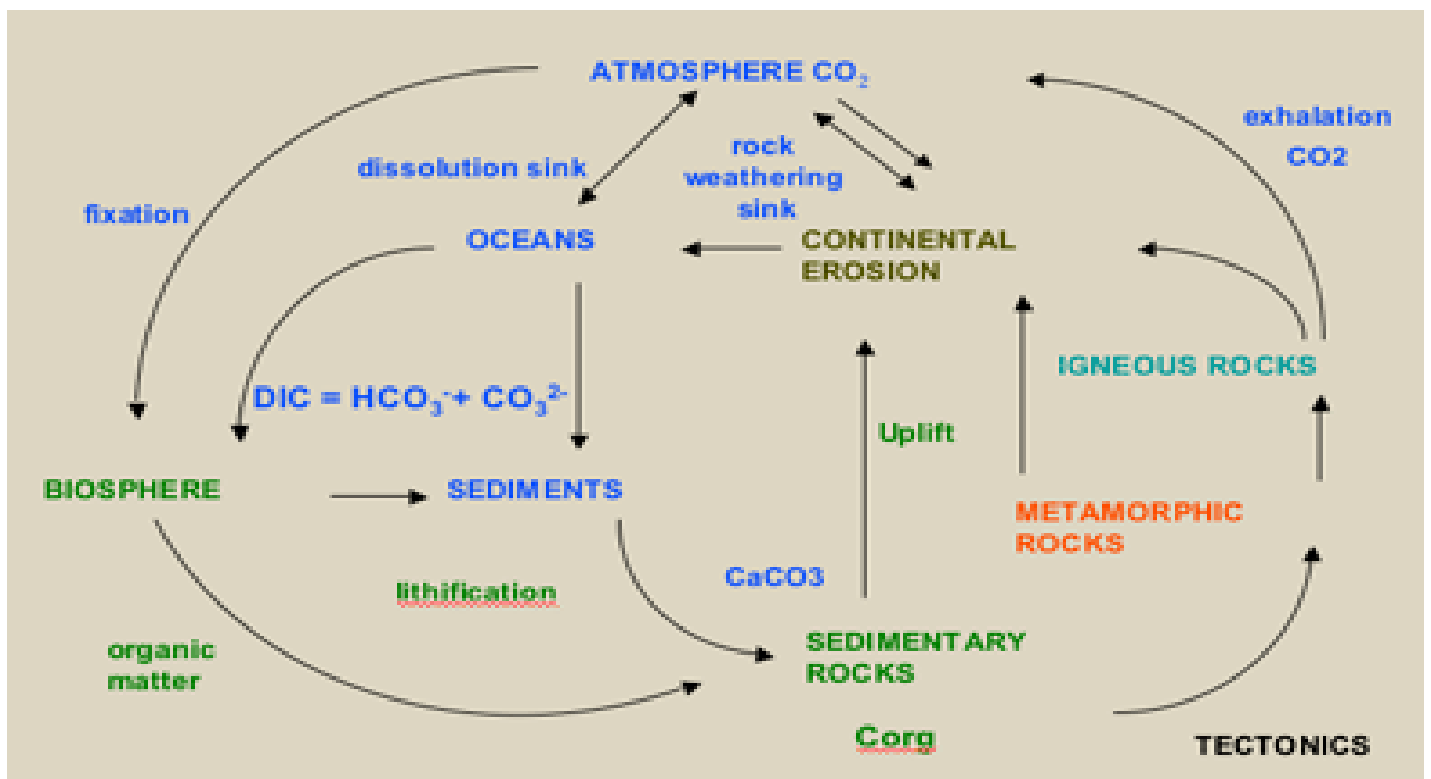 ATMOSPHERE CO₂
exhalation
CO2
rock
weathering
sink
dissolution sink
fixation
OCEANS
CONTINENTAL
EROSION
IGNEOUS ROCKS
DIC = HCO₃⁻+ CO₃²⁻
Uplift
BIOSPHERE
SEDIMENTS
METAMORPHIC
ROCKS
CaCO3
lithification
organic
matter
SEDIMENTARY
ROCKS
Corg
TECTONICS